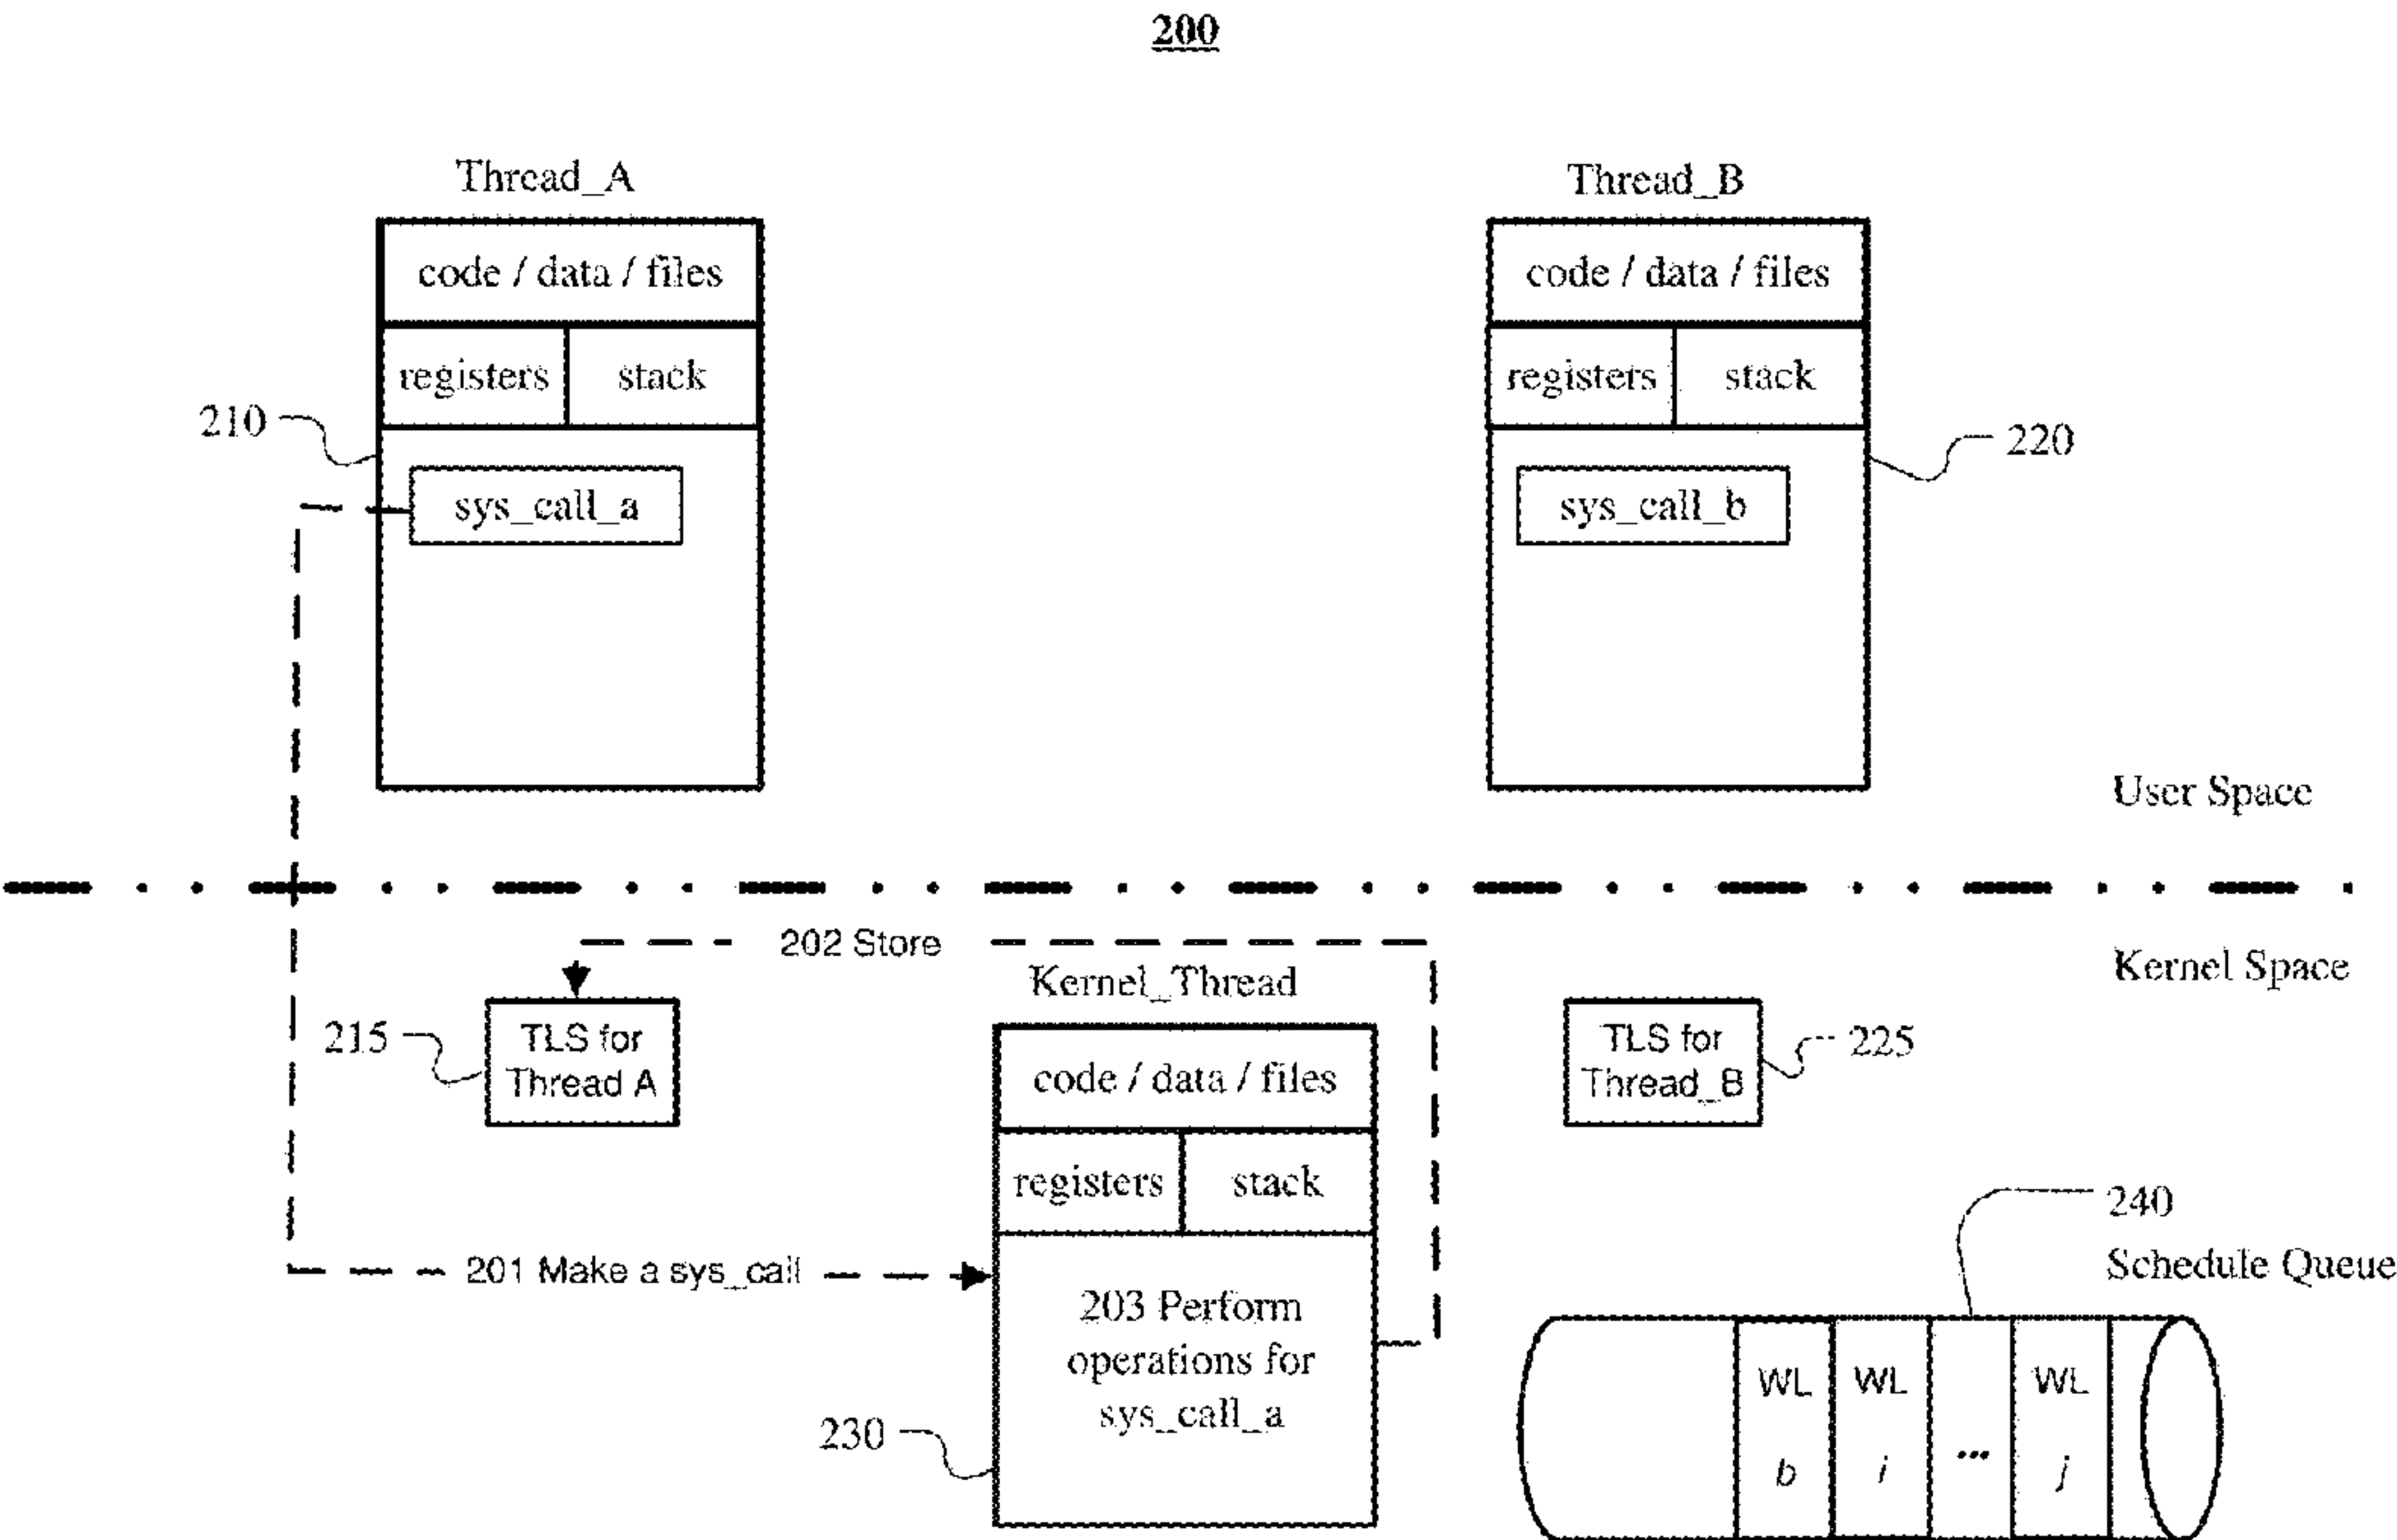 200
Thread_A
Thread_B
code / data / files
code / data / files
registers
stack
registers
stack
210
220
sys_call_a
sys_call_b
User Space
202 Store
Kernel Space
Kernel_Thread
215
TLS for
Thread A
TLS for
Thread_B
225
code / data / files
registers
stack
240
Schedule Queue
201 Make a sys_call
203 Perform
operations for
sys_call_a
230
WL
WL
WL
b
i
...
j